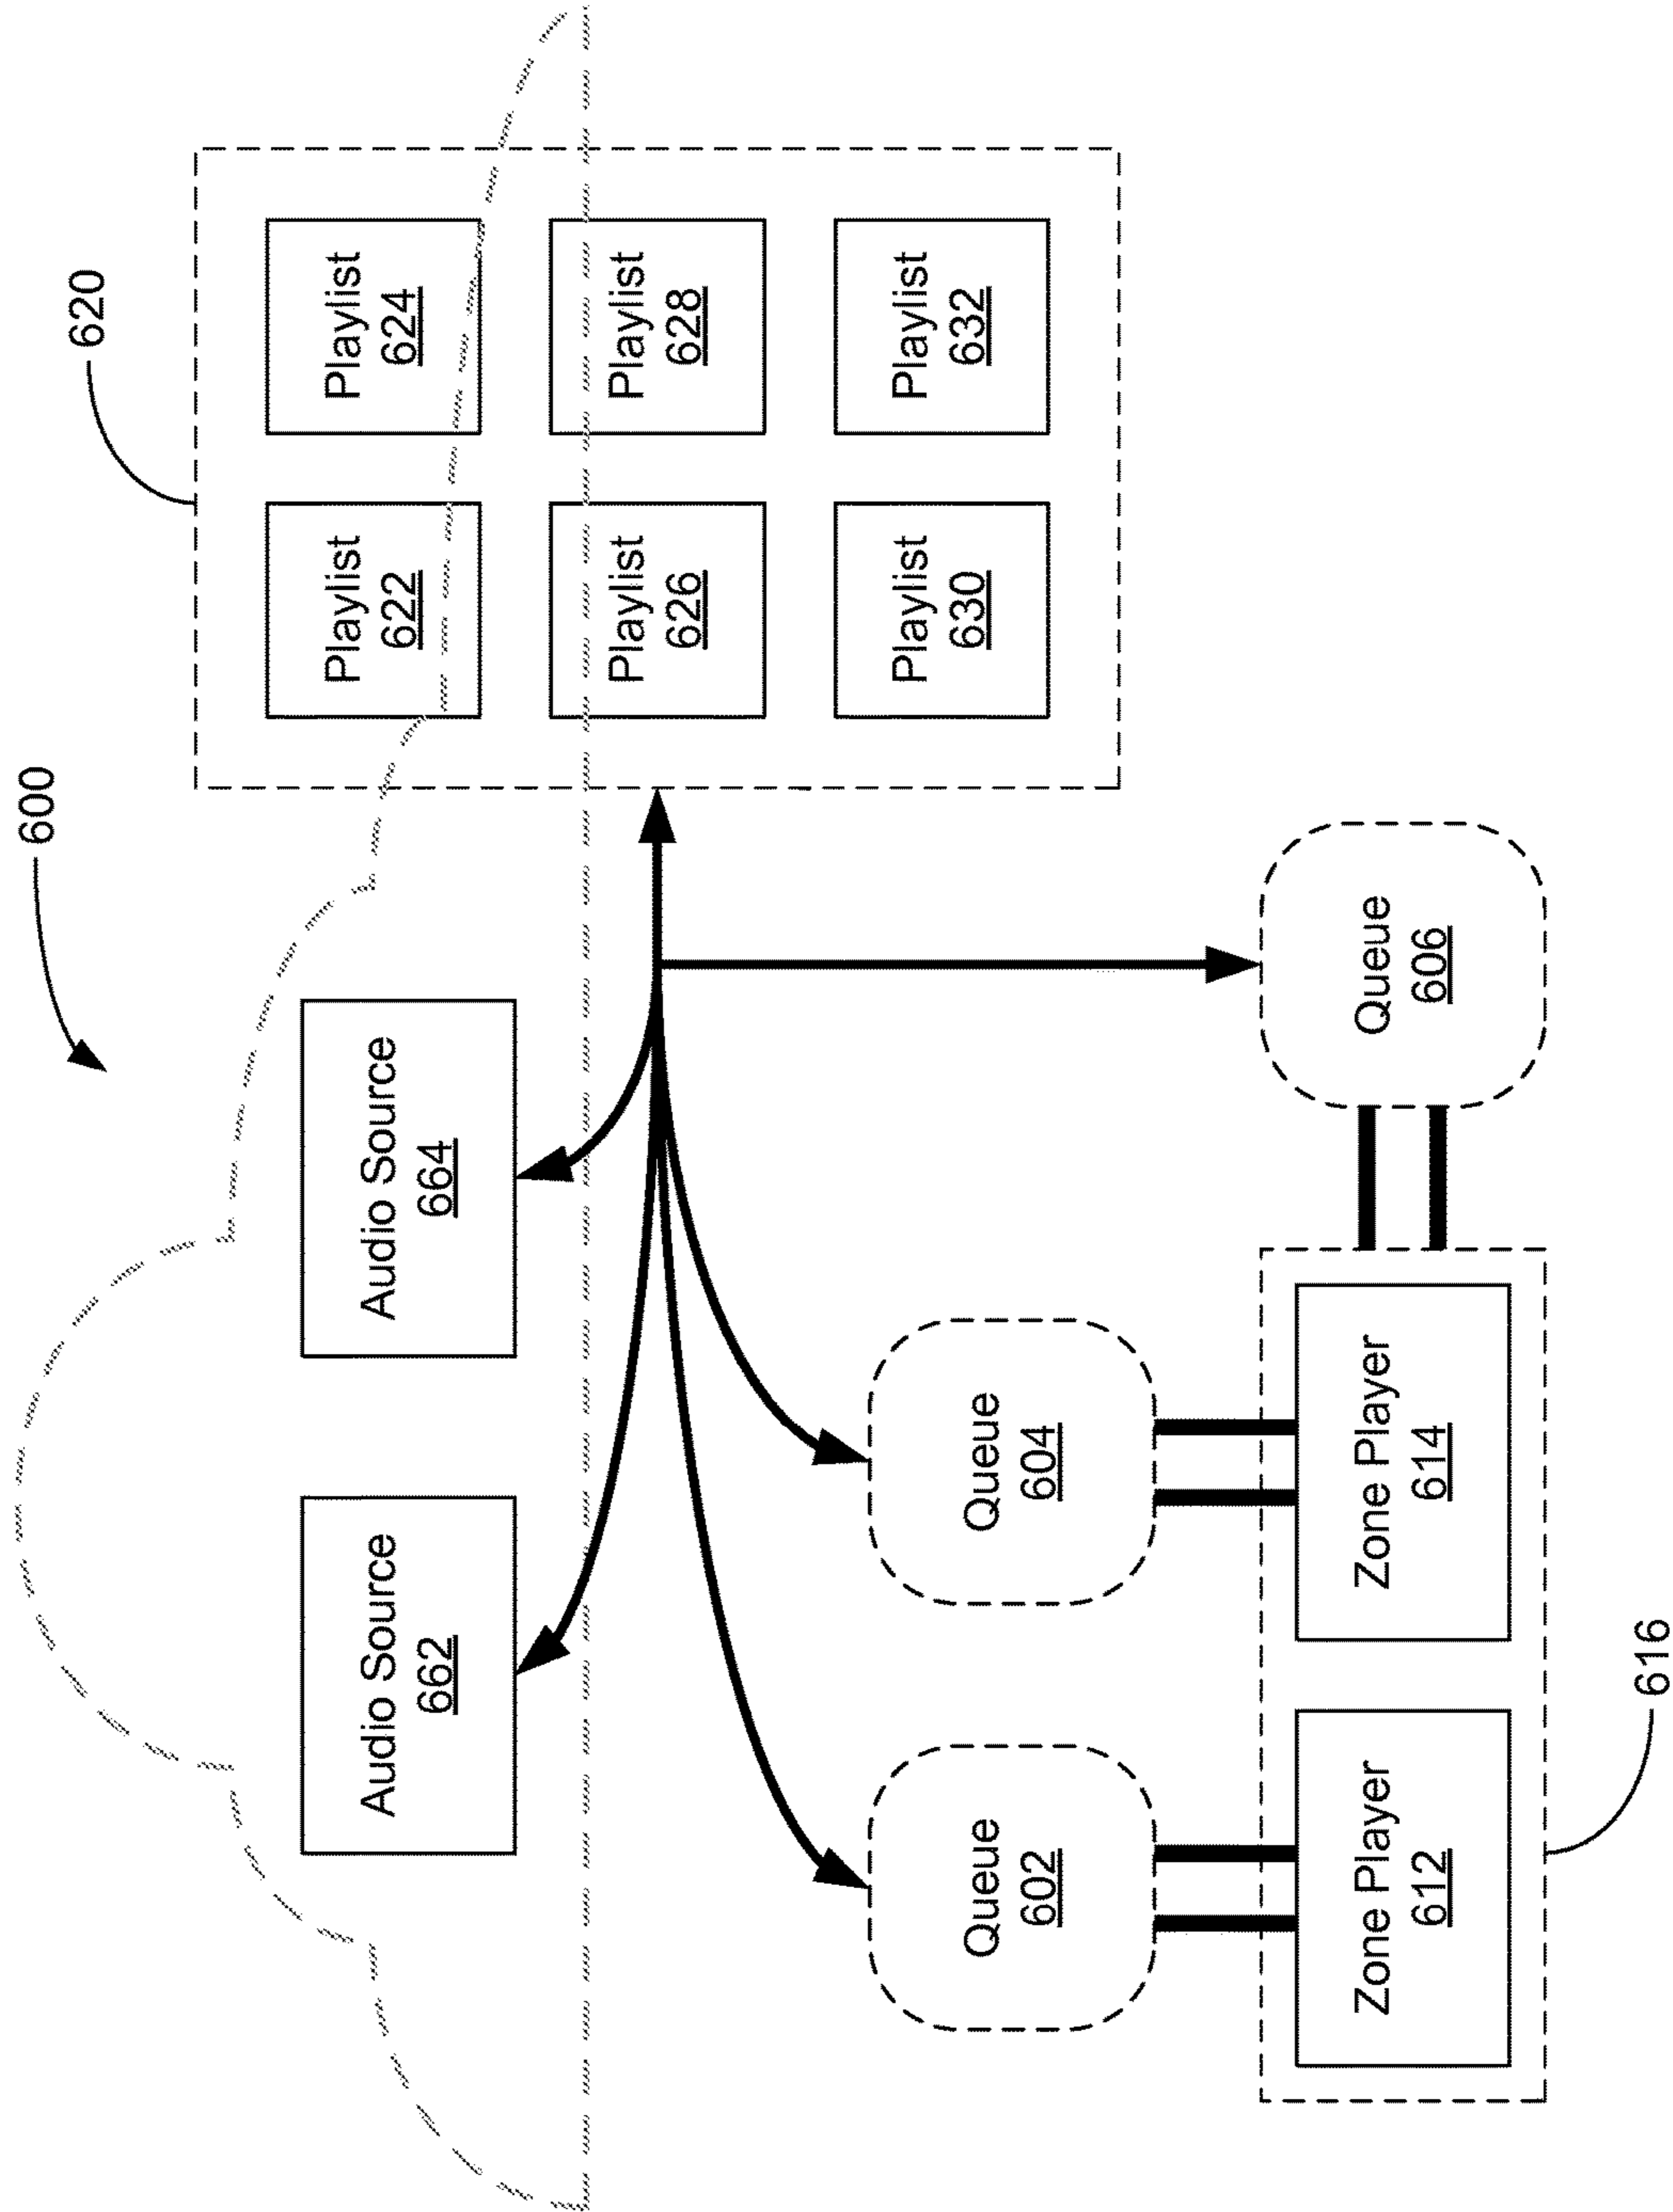 600
620
Audio Source
662
Audio Source
664
Playlist
622
Playlist
624
Playlist
626
Playlist
628
Playlist
630
Playlist
632
Queue
602
Queue
604
Queue
606
Zone Player
612
Zone Player
614
616